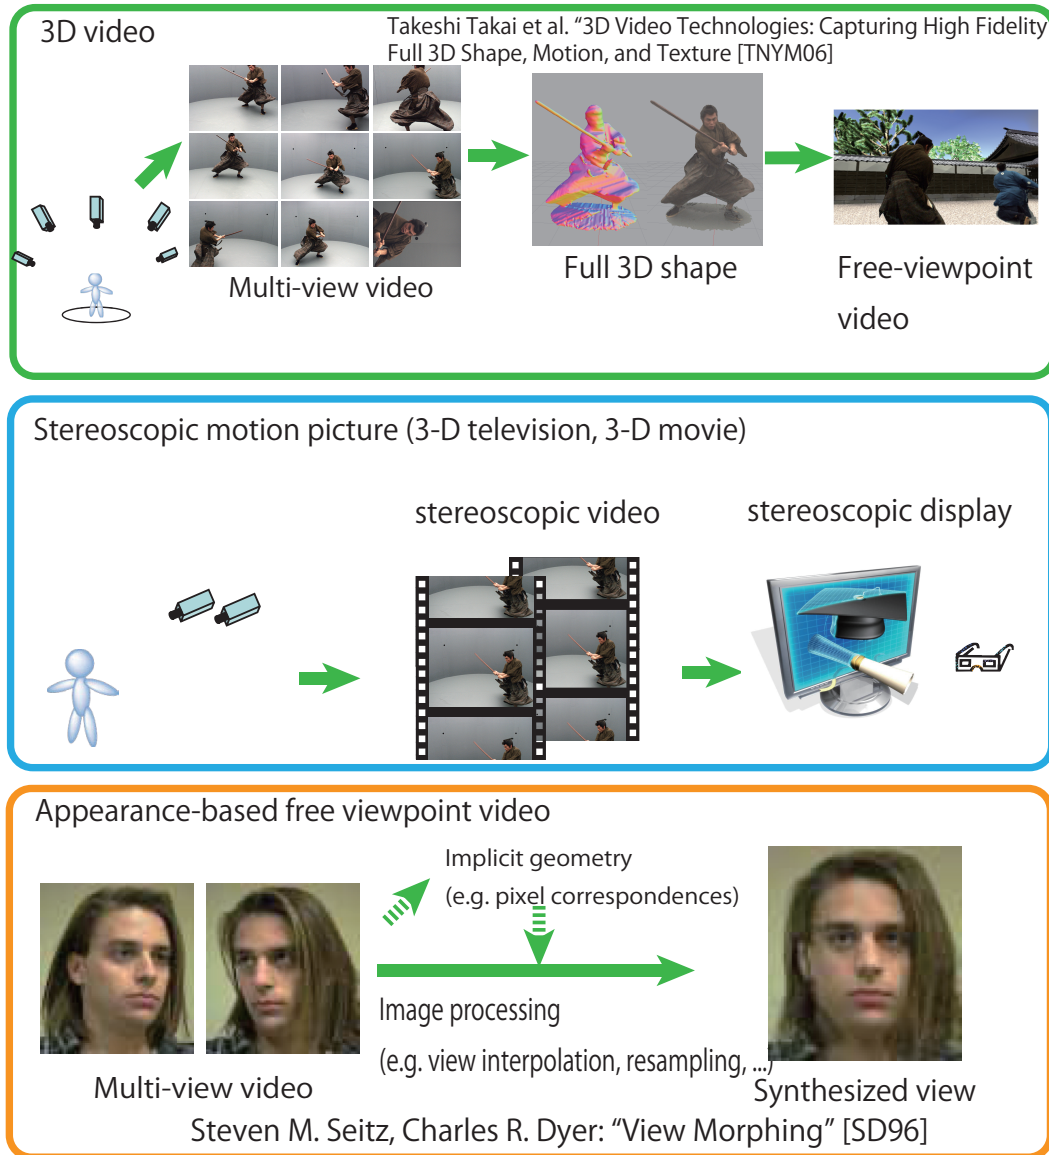 3D video
Takeshi Takai et al. “3D Video Technologies: Capturing High Fidelity
Full 3D Shape, Motion, and Texture [TNYM06]
Multi-view video
Full 3D shape
Free-viewpoint
video
Stereoscopic motion picture (3-D television, 3-D movie)
stereoscopic video
stereoscopic display
Appearance-based free viewpoint video
Implicit geometry
(e.g. pixel correspondences)
Image processing
(e.g. view interpolation, resampling, ...)
Multi-view video
Synthesized view
Steven M. Seitz, Charles R. Dyer: “View Morphing” [SD96]